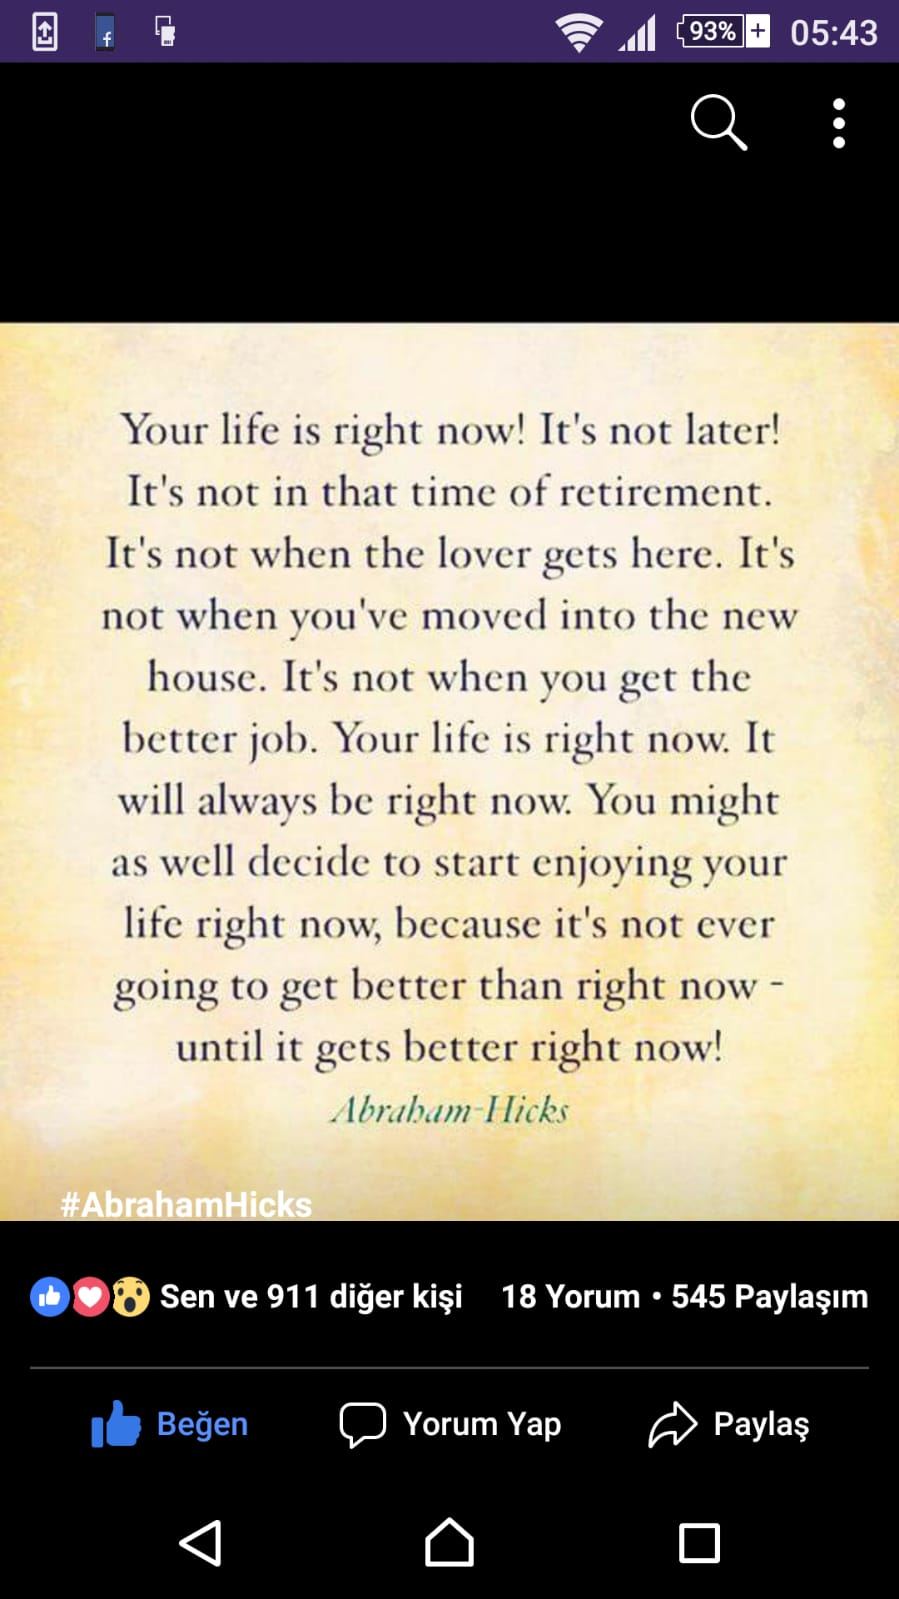 93%
05:43
Your life is right now! It's not later!
It's not in that time of retirement.
It's not when the lover gets here. It's
not when you've moved into the new
house. It's not when you get the
better job. Your life is right now. It
will always be right now. You might
as well decide to start enjoying your
life right now, because it's not ever
going to get better than right now -
until it gets better right now!
Abraham-Hicks
#AbrahamHicks
Sen ve 911 diğer kişi 18 Yorum • 545 Paylaşım
Beğen Yorum Yap Paylaş